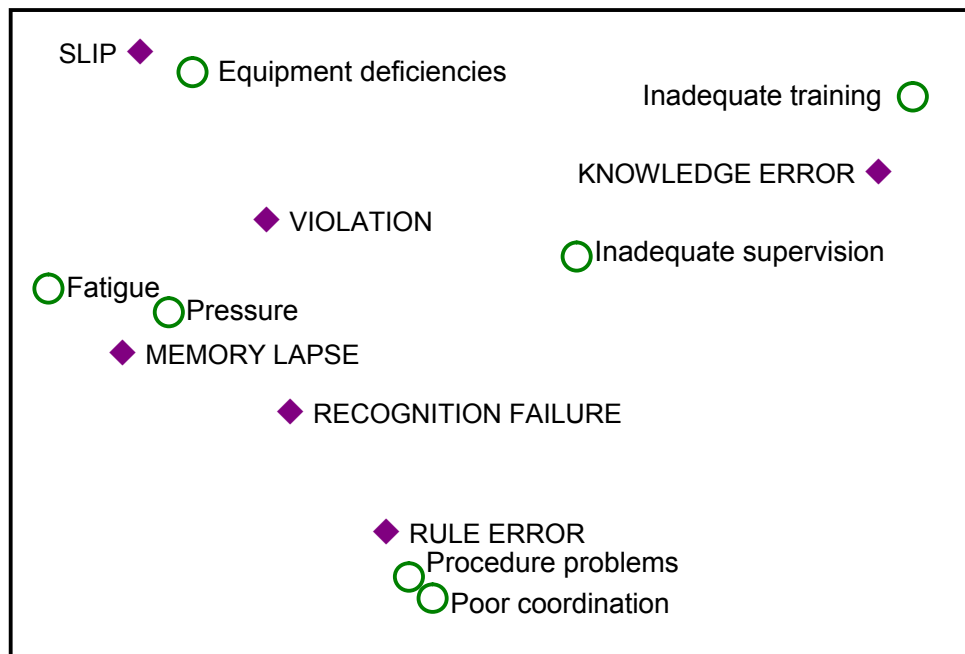 SLIP
Equipment deficiencies
Inadequate training
KNOWLEDGE ERROR
VIOLATION
Inadequate supervision
Fatigue
Pressure
MEMORY LAPSE
RECOGNITION FAILURE
RULE ERROR
Procedure problems
Poor coordination